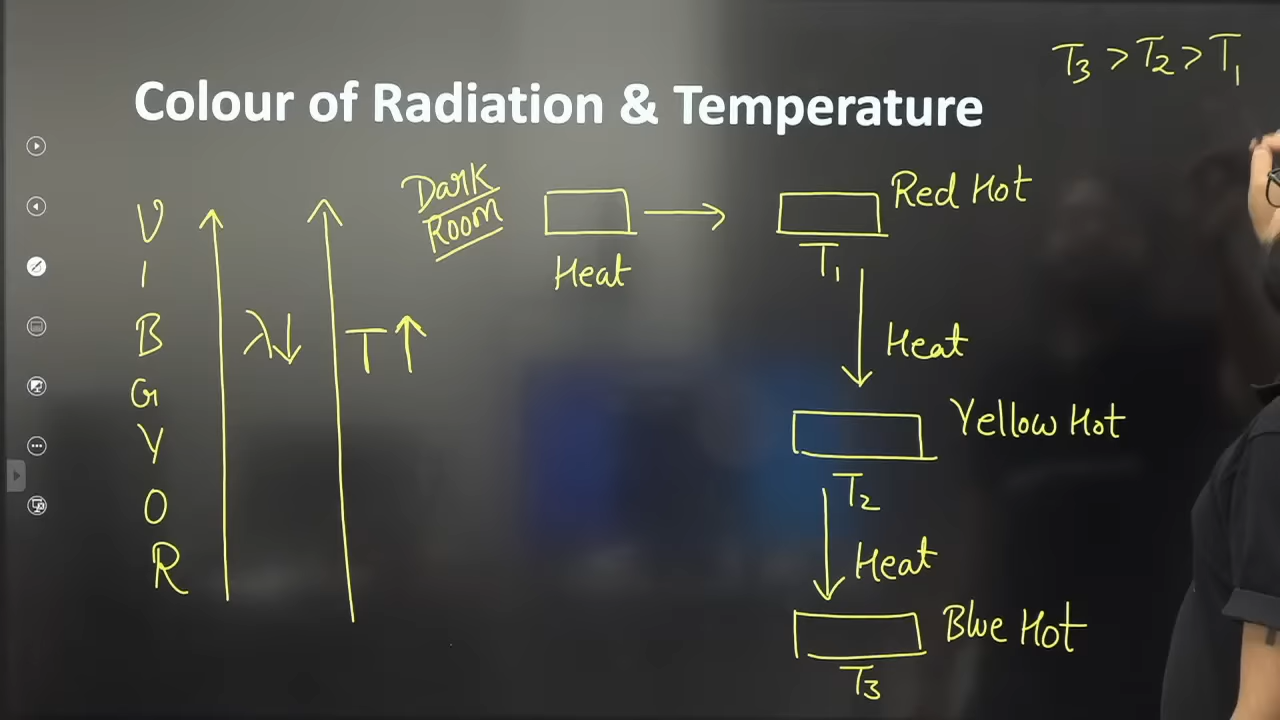 T3 > T2 > T1
Colour of Radiation & Temperature
Dark
Room
Heat
Red Hot
T1
V
I
B
G
Y
O
R
λ↓
T↑
Heat
Yellow Hot
T2
Heat
Blue Hot
T3